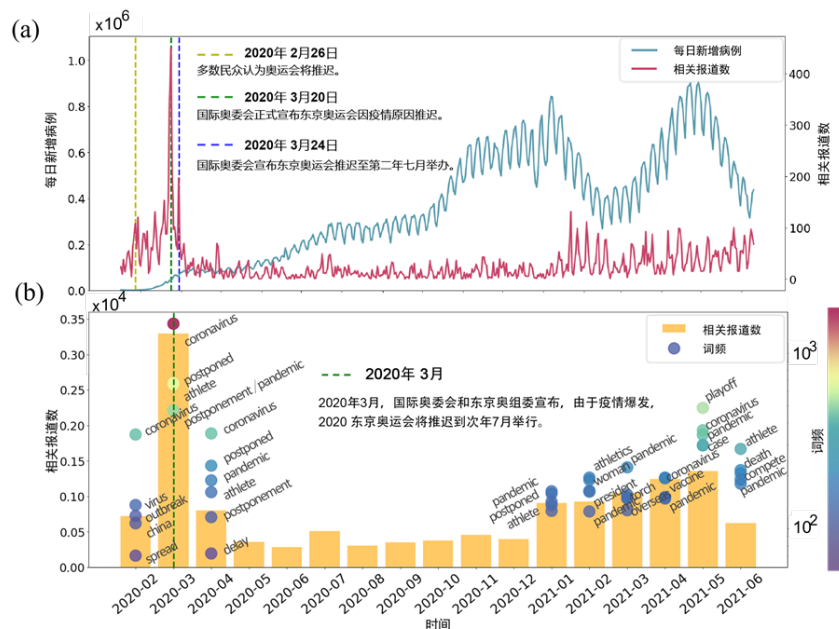 (a)
×10⁶
1.0
0.8
0.6
0.4
0.2
0.0
每日新增病例
2020年 2月26日
多数民众认为奥运会将推迟。
2020年 3月20日
国际奥委会正式宣布东京奥运会因疫情原因推迟。
2020年 3月24日
国际奥委会宣布东京奥运会推迟至第二年七月举办。
每日新增病例
相关报道数
400
300
200
100
0
相关报道数
(b)
×10⁴
0.35
0.30
0.25
0.20
0.15
0.10
0.05
0.00
相关报道数
coronavirus
virus
outbreak
china
spread
coronavirus
postponed
athlete
postponement / pandemic
coronavirus
postponed
pandemic
athlete
postponement
delay
2020年 3月
2020年3月，国际奥委会和东京奥组委宣布，由于疫情爆发，
2020 东京奥运会将推迟到次年7月举行。
相关报道数
词频
pandemic
postponed
athlete
athletics
woman
president
pandemic
pandemic
torch
overseas
coronavirus
vaccine
pandemic
playoff
coronavirus
pandemic
case
athlete
death
compete
pandemic
10³
10²
词频
2020-02
2020-03
2020-04
2020-05
2020-06
2020-07
2020-08
2020-09
2020-10
2020-11
2020-12
2021-01
2021-02
2021-03
2021-04
2021-05
2021-06
时间